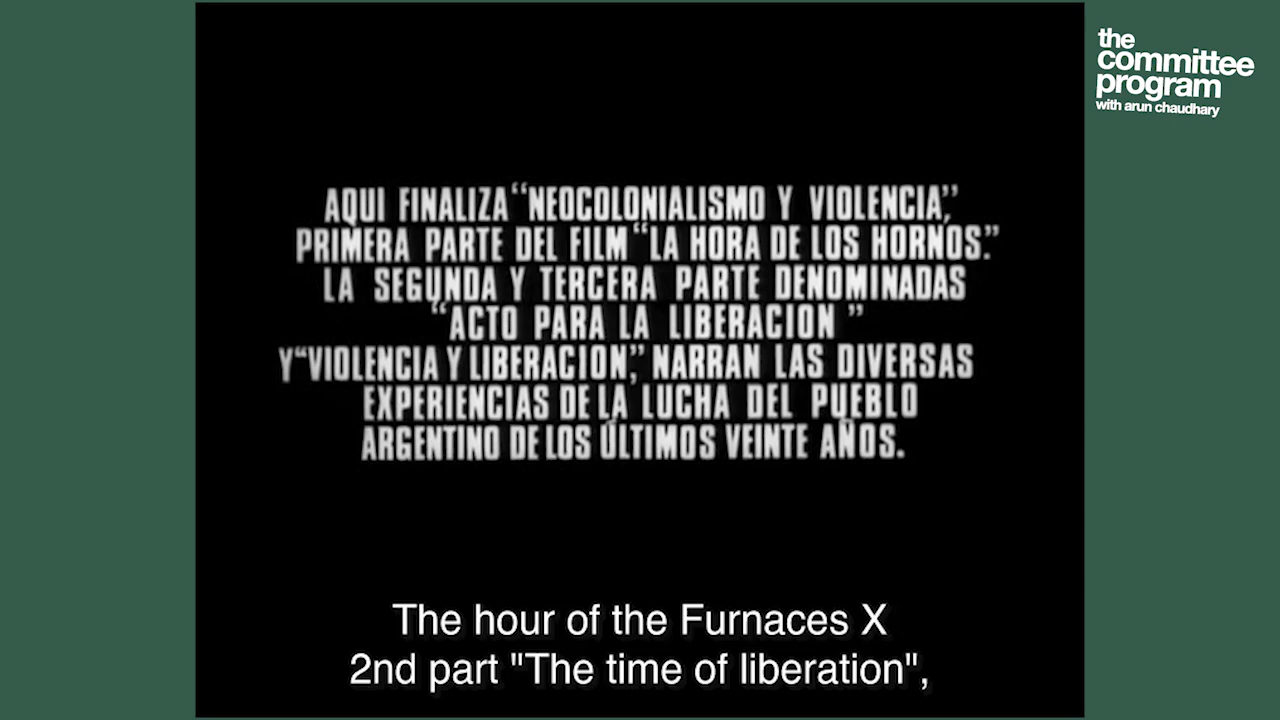 the
committee
program
with arun chaudhary
AQUI FINALIZA “NEOCOLONIALISMO Y VIOLENCIA,”
PRIMERA PARTE DEL FILM “LA HORA DE LOS HORNOS.”
LA SEGUNDA Y TERCERA PARTE DENOMINADAS
“ACTO PARA LA LIBERACION”
Y “VIOLENCIA Y LIBERACION,” NARRAN LAS DIVERSAS
EXPERIENCIAS DE LA LUCHA DEL PUEBLO
ARGENTINO DE LOS ÚLTIMOS VEINTE AÑOS.
The hour of the Furnaces X
2nd part "The time of liberation",